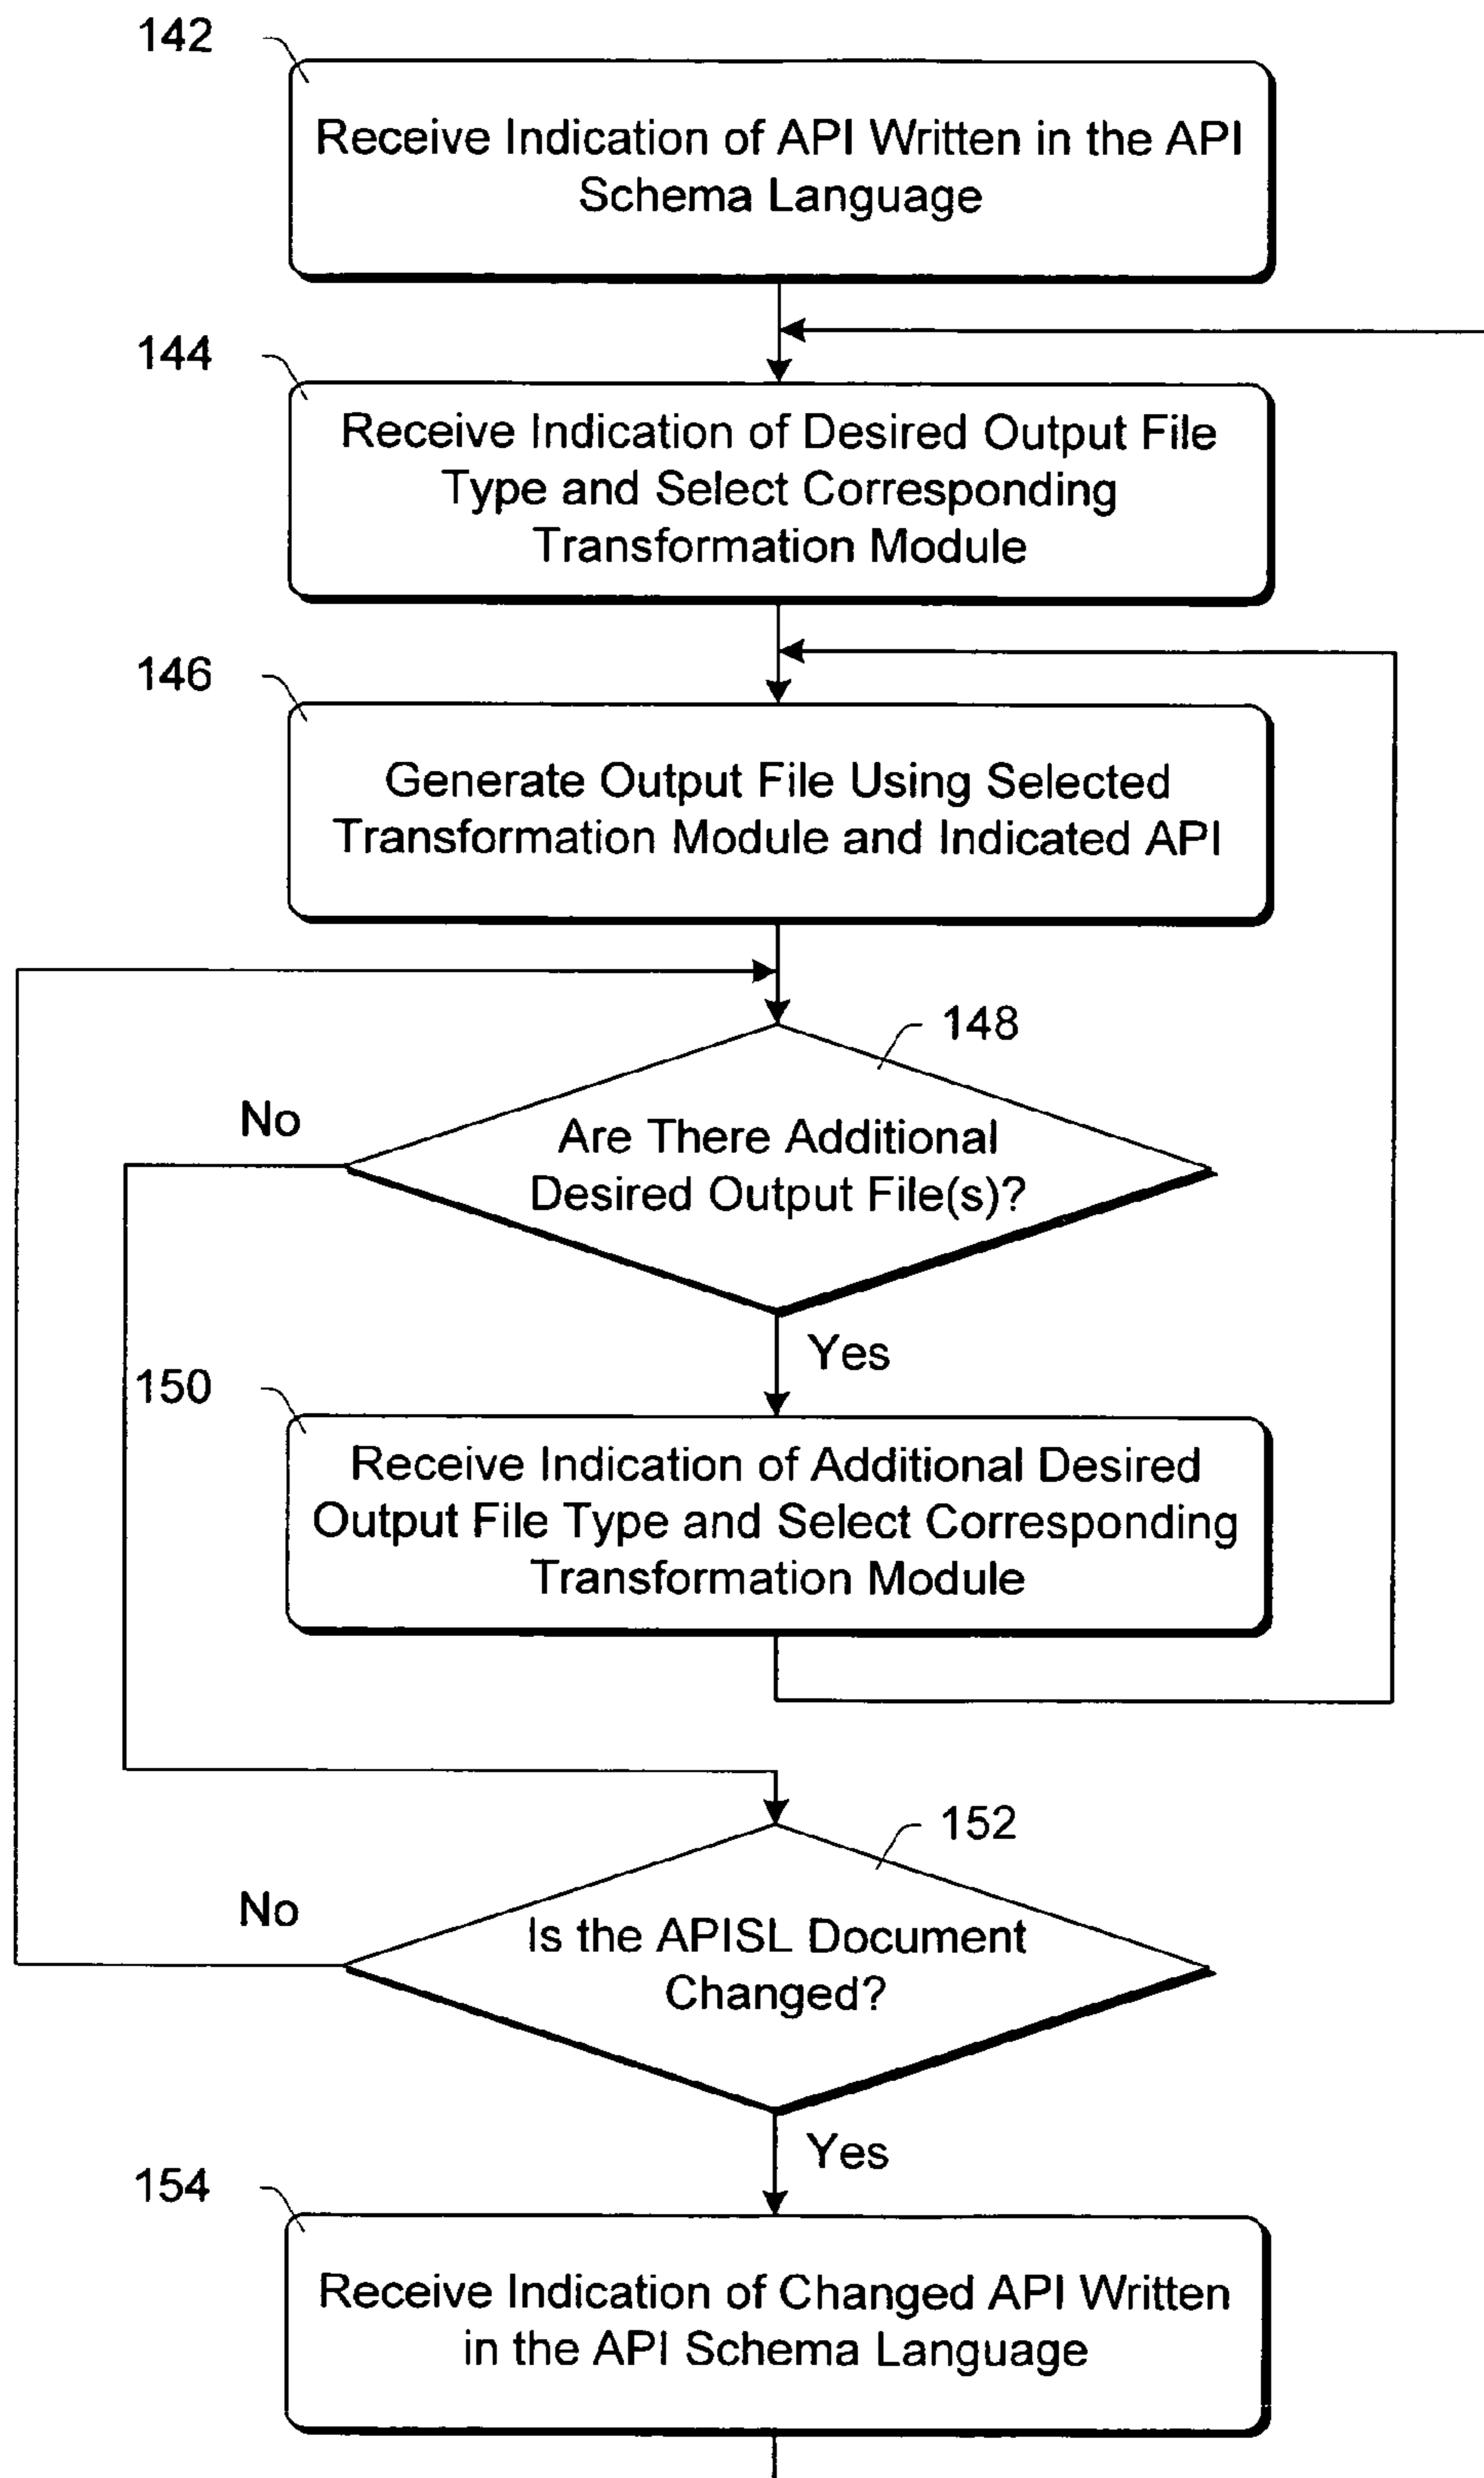 142
Receive Indication of API Written in the API
Schema Language
144
Receive Indication of Desired Output File
Type and Select Corresponding
Transformation Module
146
Generate Output File Using Selected
Transformation Module and Indicated API
148
No
Are There Additional
Desired Output File(s)?
Yes
150
Receive Indication of Additional Desired
Output File Type and Select Corresponding
Transformation Module
152
No
Is the APISL Document
Changed?
Yes
154
Receive Indication of Changed API Written
in the API Schema Language